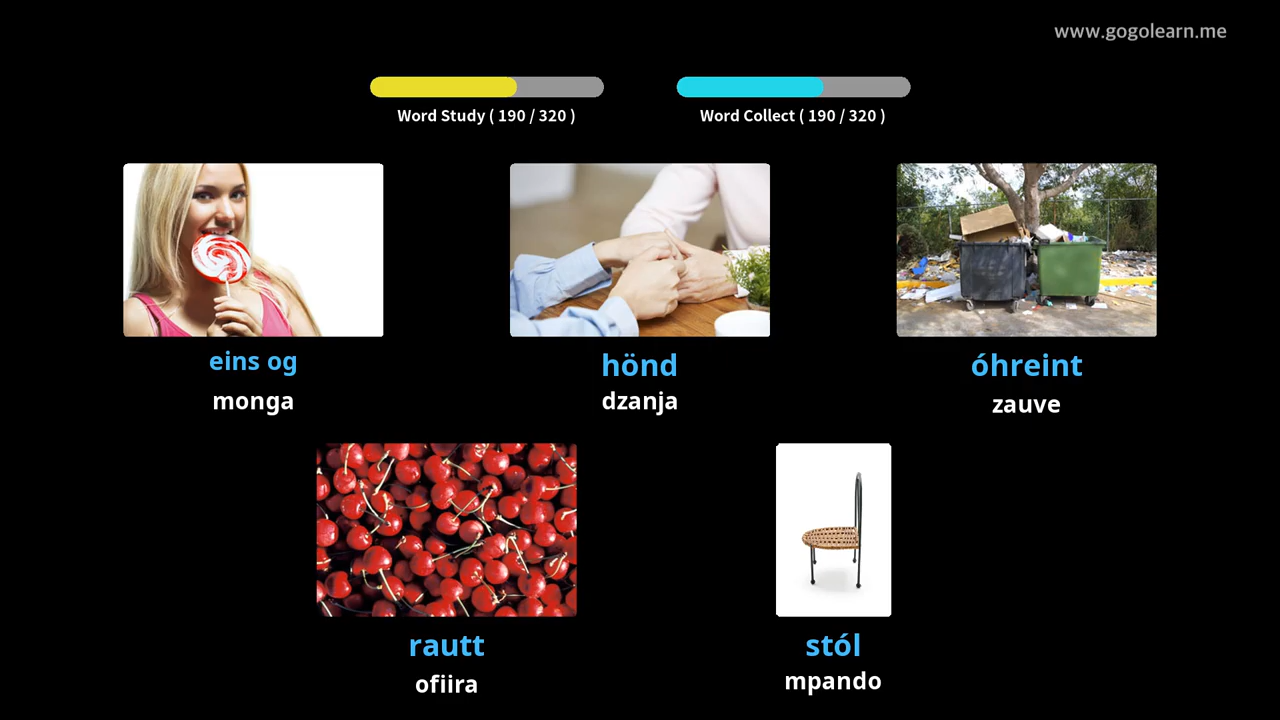 www.gogolearn.me
Word Study ( 190 / 320 )
Word Collect ( 190 / 320 )
eins og
monga
hönd
dzanja
óhreint
zauve
rautt
ofiira
stól
mpando